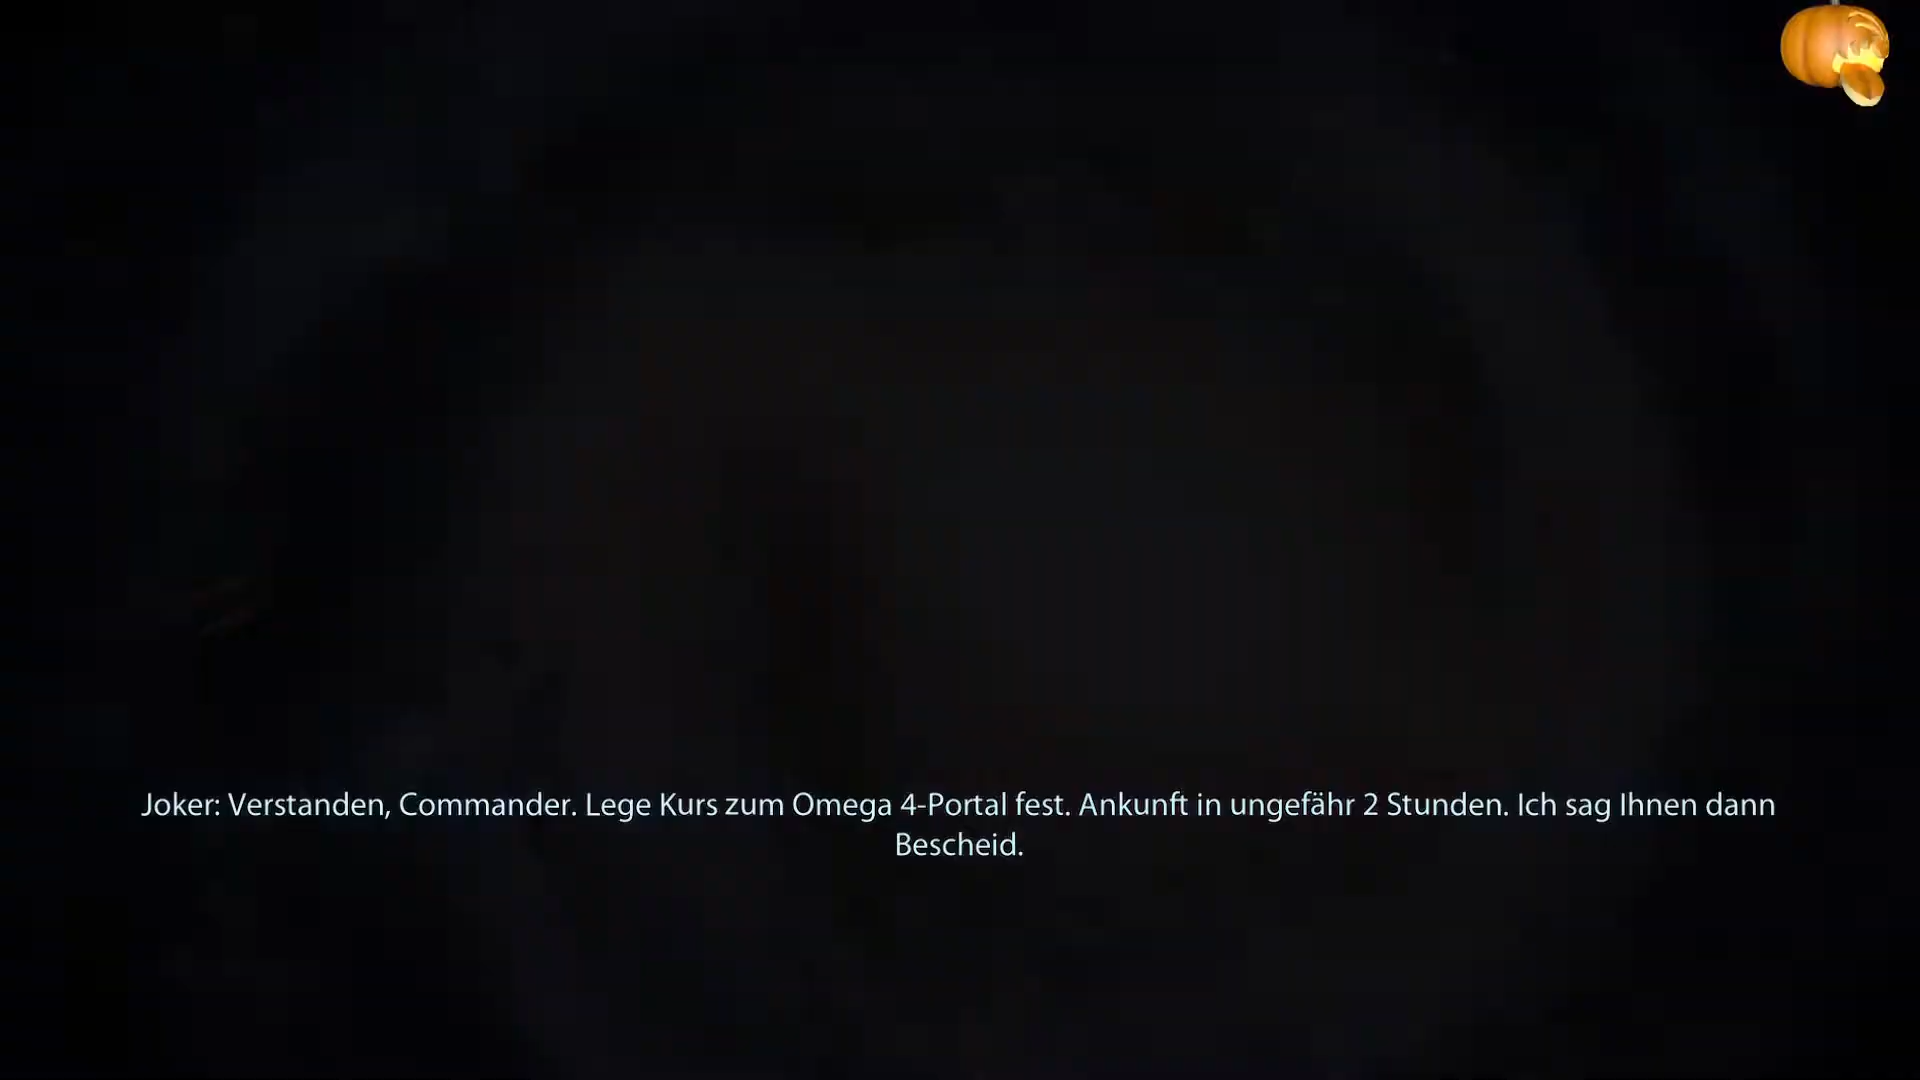 Joker: Verstanden, Commander. Lege Kurs zum Omega 4-Portal fest. Ankunft in ungefähr 2 Stunden. Ich sag Ihnen dann
Bescheid.